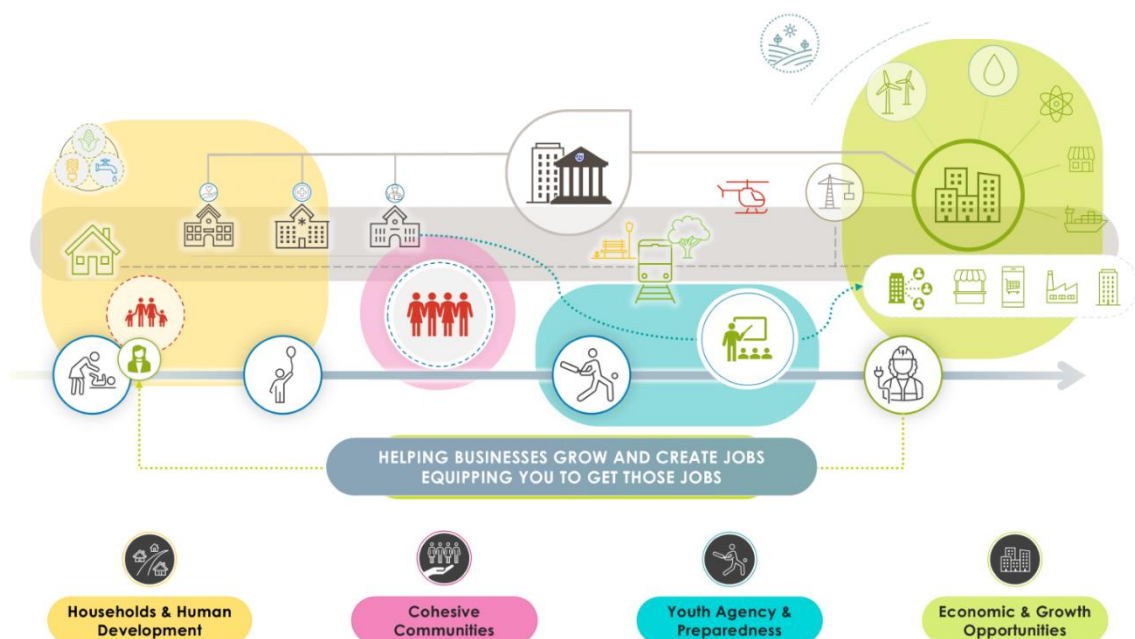 HELPING BUSINESSES GROW AND CREATE JOBS
EQUIPPING YOU TO GET THOSE JOBS
Households & Human
Development
Cohesive
Communities
Youth Agency &
Preparedness
Economic & Growth
Opportunities